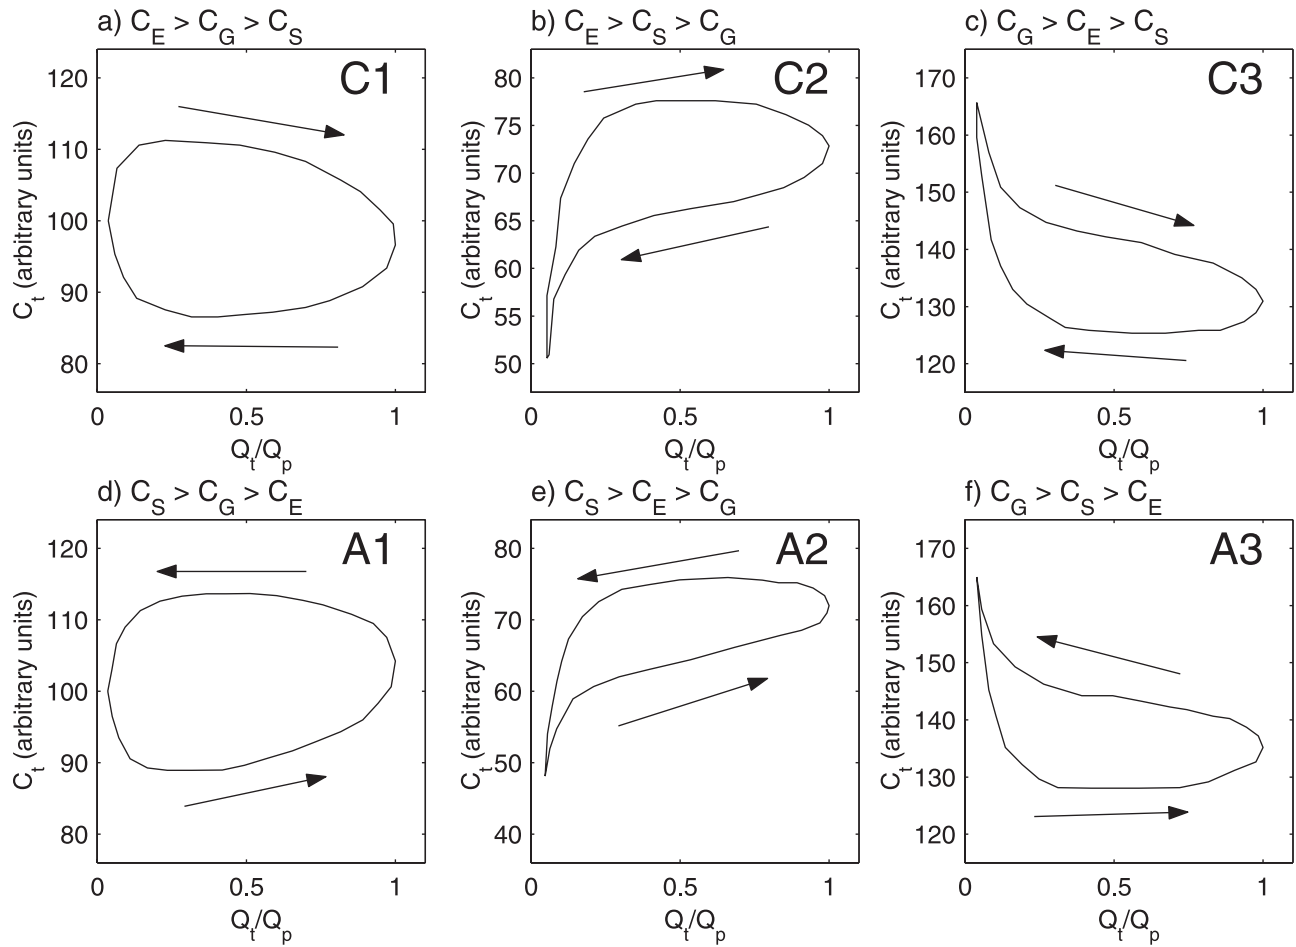 a) C_E > C_G > C_S
C1
120
110
100
90
80
C_t (arbitrary units)
0 0.5 1
Q_t/Q_p
b) C_E > C_S > C_G
C2
80
75
70
65
60
55
50
C_t (arbitrary units)
0 0.5 1
Q_t/Q_p
c) C_G > C_E > C_S
C3
170
160
150
140
130
120
C_t (arbitrary units)
0 0.5 1
Q_t/Q_p
d) C_S > C_G > C_E
A1
120
110
100
90
80
C_t (arbitrary units)
0 0.5 1
Q_t/Q_p
e) C_S > C_E > C_G
A2
80
70
60
50
40
C_t (arbitrary units)
0 0.5 1
Q_t/Q_p
f) C_G > C_S > C_E
A3
170
160
150
140
130
120
C_t (arbitrary units)
0 0.5 1
Q_t/Q_p